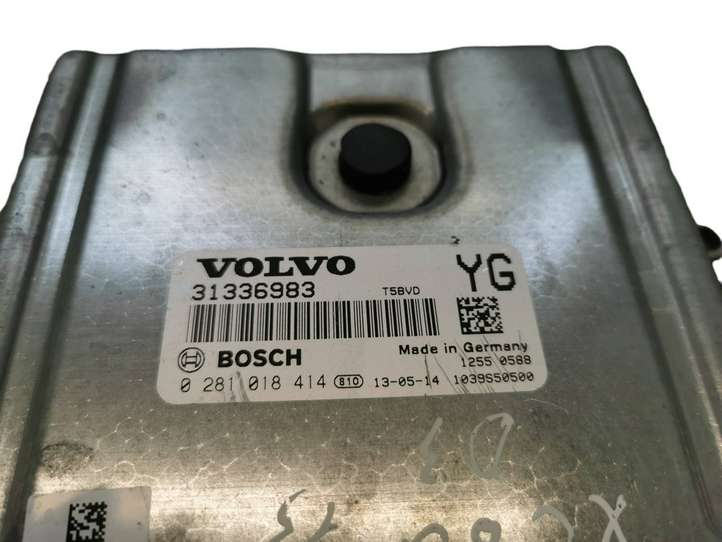 VOLVO
YG
31336983
T5BVD
BOSCH
Made in Germany
1255 0588
0 281 018 414 810 13-05-14 1039S50500